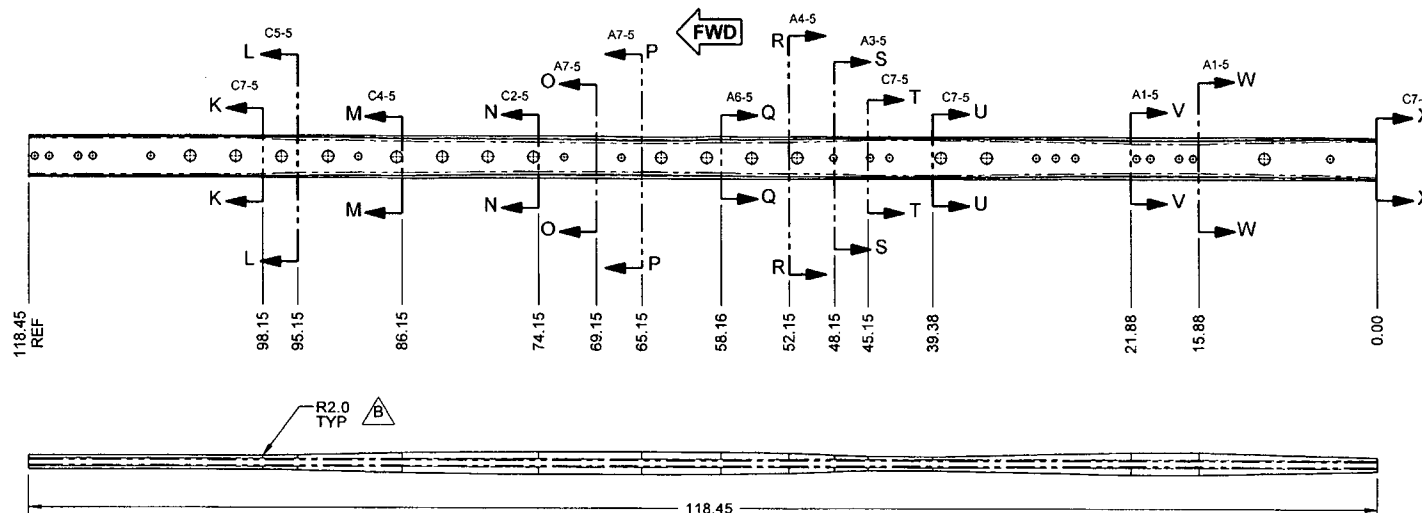 FWD
C5-5
L
A7-5
P
A4-5
R
A3-5
S
A7-5
O
C7-5
K
C4-5
M
C2-5
N
A6-5
Q
C7-5
T
C7-5
U
A1-5
V
A1-5
W
C7-
X
K
M
N
Q
T
U
V
X
L
O
P
R
S
W
118.45
REF
98.15
95.15
86.15
74.15
69.15
65.15
58.16
52.15
48.15
45.15
39.38
21.88
15.88
0.00
R2.0
TYP
B
118.45